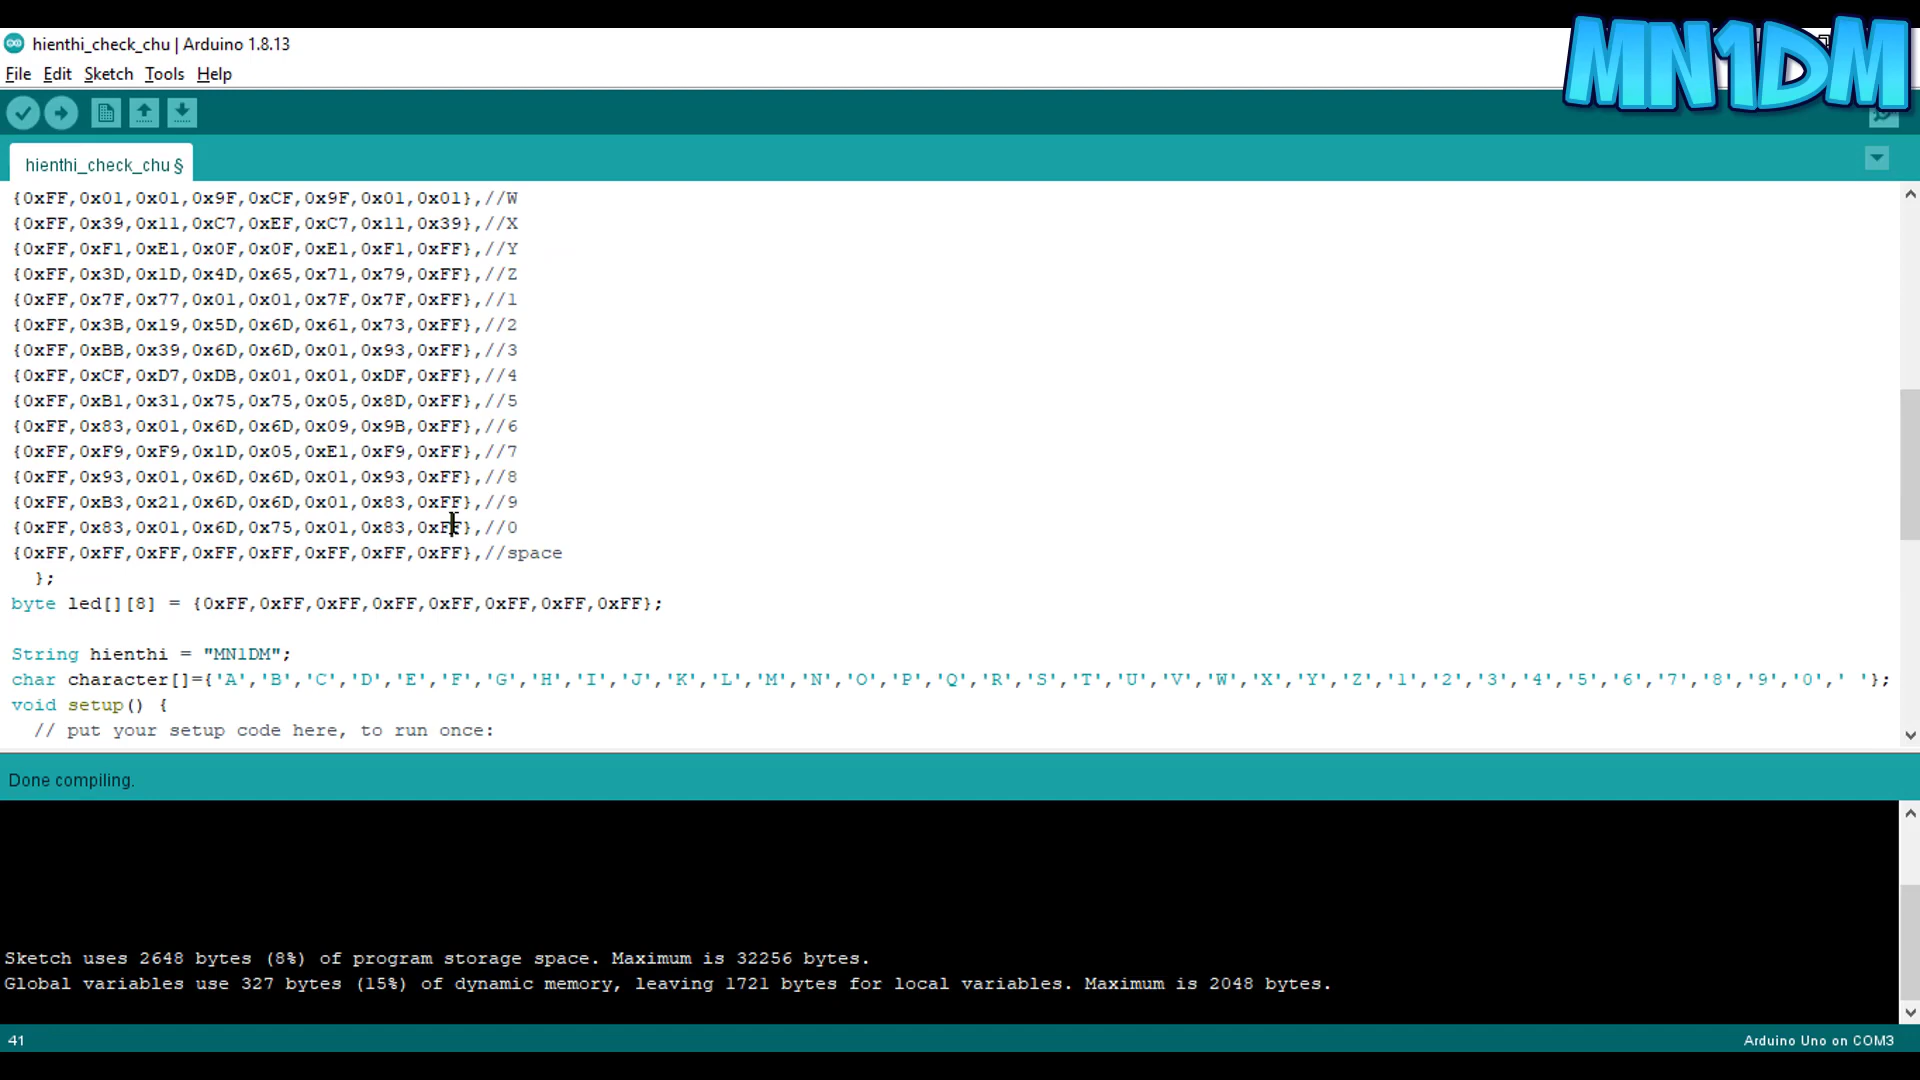 MN1DM
hienthi_check_chu | Arduino 1.8.13
File Edit Sketch Tools Help
hienthi_check_chu §
{0xFF,0x01,0x01,0x9F,0xCF,0x9F,0x01,0x01},//W
{0xFF,0x39,0x11,0xC7,0xEF,0xC7,0x11,0x39},//X
{0xFF,0xF1,0xE1,0x0F,0x0F,0xE1,0xF1,0xFF},//Y
{0xFF,0x3D,0x1D,0x4D,0x65,0x71,0x79,0xFF},//Z
{0xFF,0x7F,0x77,0x01,0x01,0x7F,0x7F,0xFF},//1
{0xFF,0x3B,0x19,0x5D,0x6D,0x61,0x73,0xFF},//2
{0xFF,0xBB,0x39,0x6D,0x6D,0x01,0x93,0xFF},//3
{0xFF,0xCF,0xD7,0xDB,0x01,0x01,0xDF,0xFF},//4
{0xFF,0xB1,0x31,0x75,0x75,0x05,0x8D,0xFF},//5
{0xFF,0x83,0x01,0x6D,0x6D,0x09,0x9B,0xFF},//6
{0xFF,0xF9,0xF9,0x1D,0x05,0xE1,0xF9,0xFF},//7
{0xFF,0x93,0x01,0x6D,0x6D,0x01,0x93,0xFF},//8
{0xFF,0xB3,0x21,0x6D,0x6D,0x01,0x83,0xFF},//9
{0xFF,0x83,0x01,0x6D,0x75,0x01,0x83,0xFF},//0
{0xFF,0xFF,0xFF,0xFF,0xFF,0xFF,0xFF,0xFF},//space
};
byte led[][8] = {0xFF,0xFF,0xFF,0xFF,0xFF,0xFF,0xFF,0xFF};
String hienthi = "MN1DM";
char character[]={'A','B','C','D','E','F','G','H','I','J','K','L','M','N','O','P','Q','R','S','T','U','V','W','X','Y','Z','1','2','3','4','5','6','7','8','9','0',' '};
void setup() {
// put your setup code here, to run once:
Done compiling.
Sketch uses 2648 bytes (8%) of program storage space. Maximum is 32256 bytes.
Global variables use 327 bytes (15%) of dynamic memory, leaving 1721 bytes for local variables. Maximum is 2048 bytes.
41
Arduino Uno on COM3